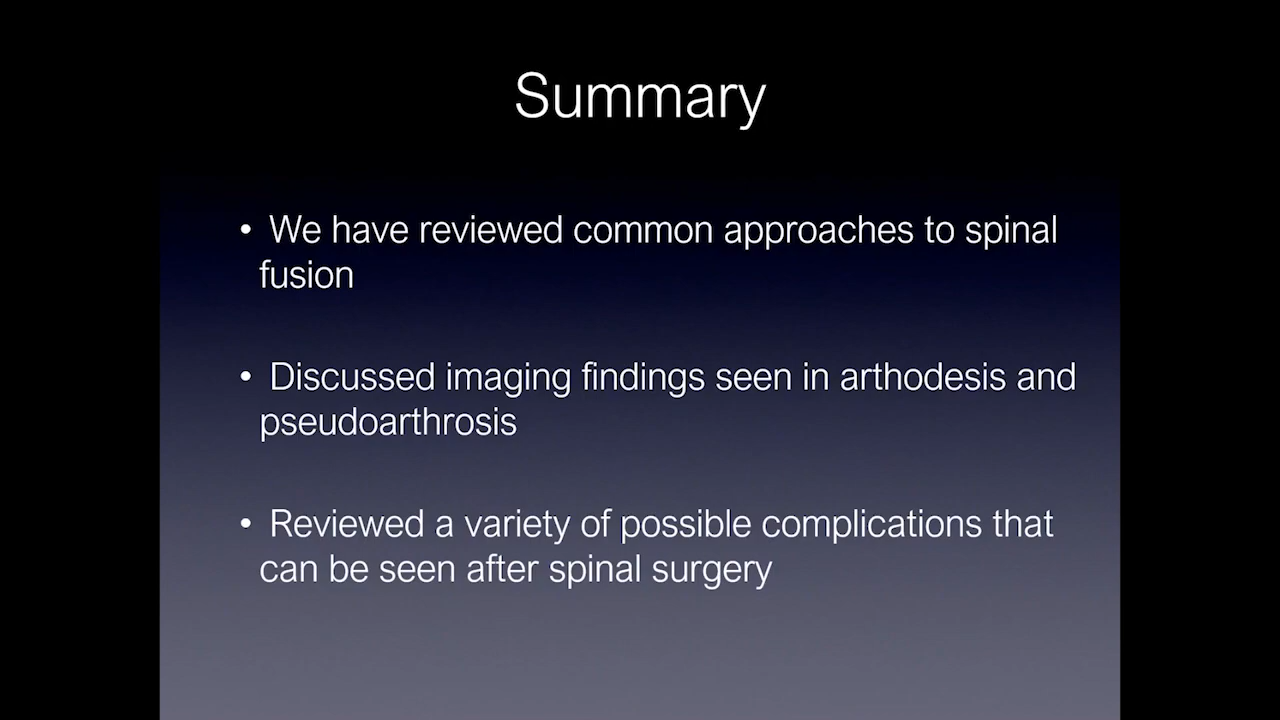 Summary
• We have reviewed common approaches to spinal
fusion
• Discussed imaging findings seen in arthodesis and
pseudoarthrosis
• Reviewed a variety of possible complications that
can be seen after spinal surgery